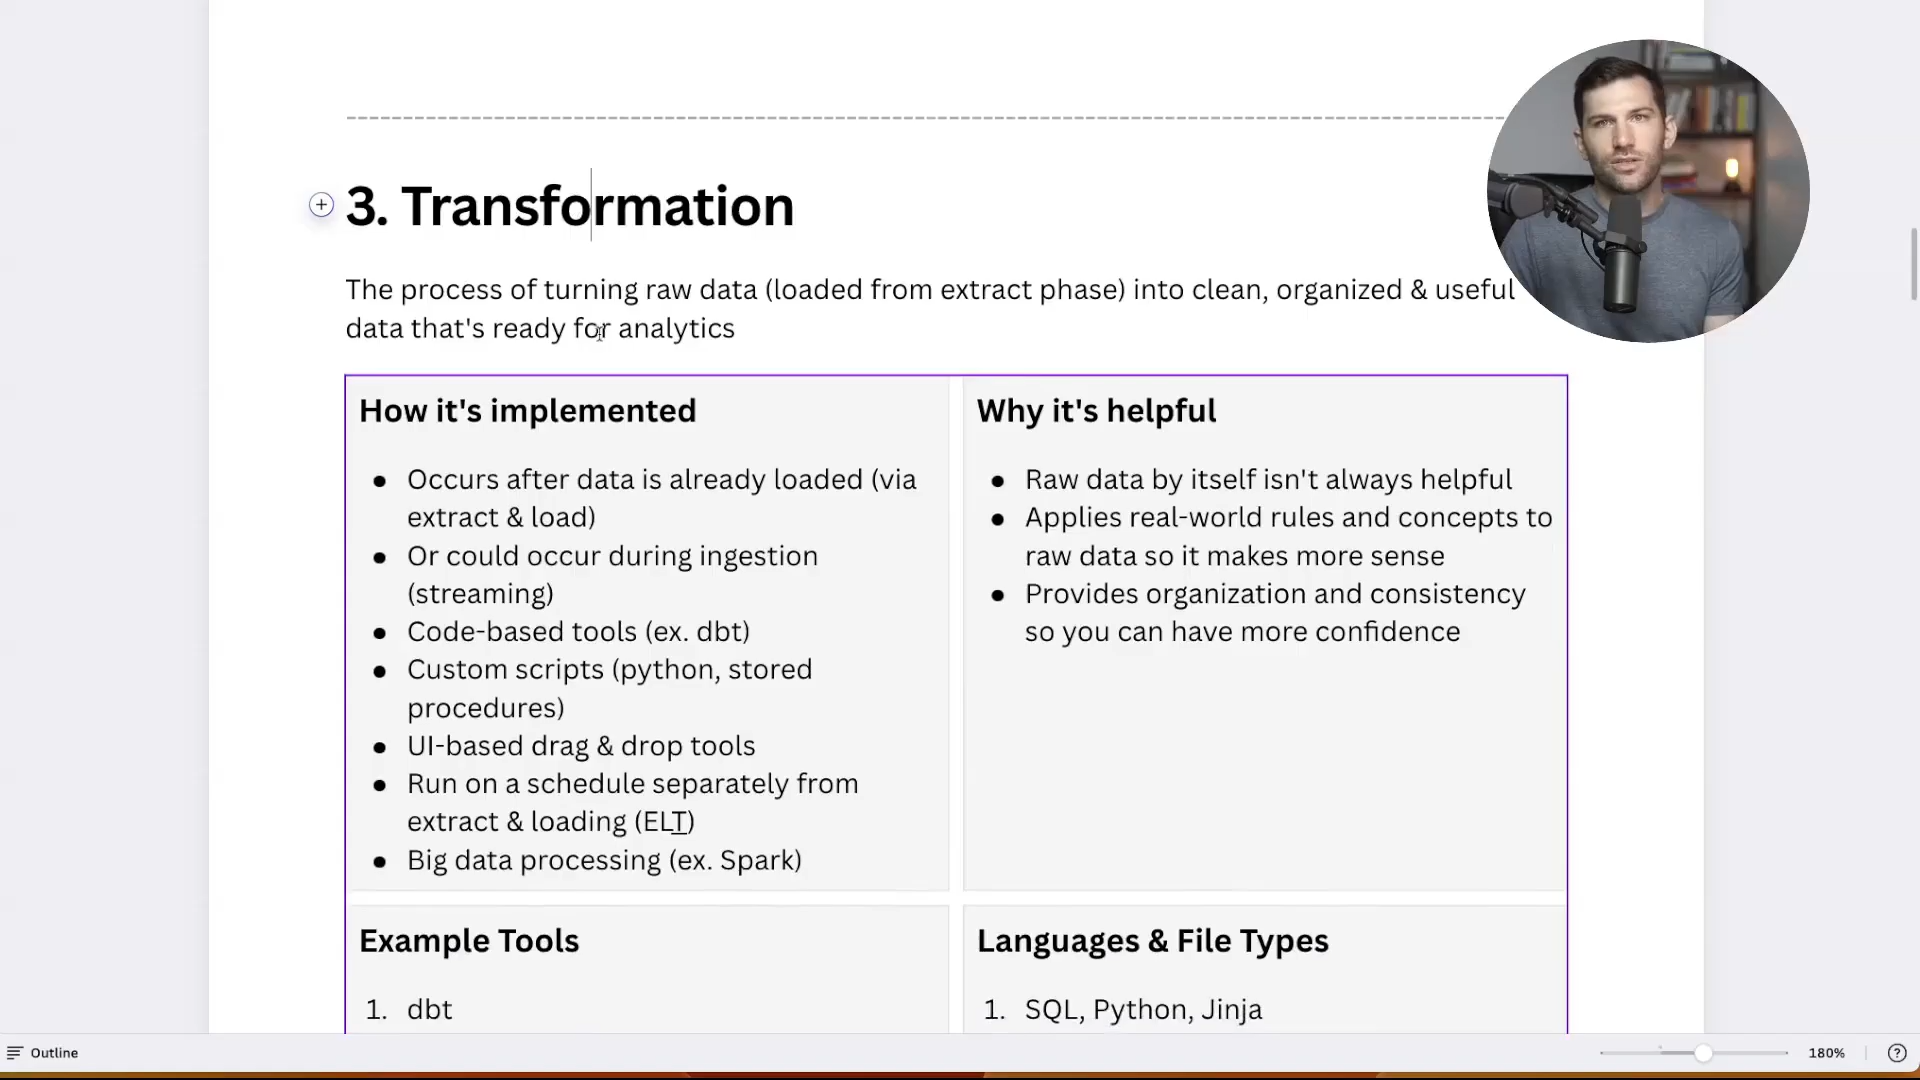 3. Transformation
The process of turning raw data (loaded from extract phase) into clean, organized & useful
data that's ready for analytics
How it's implemented
● Occurs after data is already loaded (via
extract & load)
● Or could occur during ingestion
(streaming)
● Code-based tools (ex. dbt)
● Custom scripts (python, stored
procedures)
● UI-based drag & drop tools
● Run on a schedule separately from
extract & loading (ELT)
● Big data processing (ex. Spark)
Why it's helpful
● Raw data by itself isn't always helpful
● Applies real-world rules and concepts to
raw data so it makes more sense
● Provides organization and consistency
so you can have more confidence
Example Tools
1. dbt
Languages & File Types
1. SQL, Python, Jinja
Outline
180%